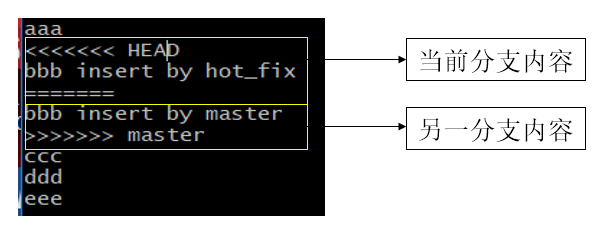 aaa
<<<<<<< HEAD
bbb insert by hot_fix
=======
bbb insert by master
>>>>>>> master
ccc
ddd
eee
当前分支内容
另一分支内容